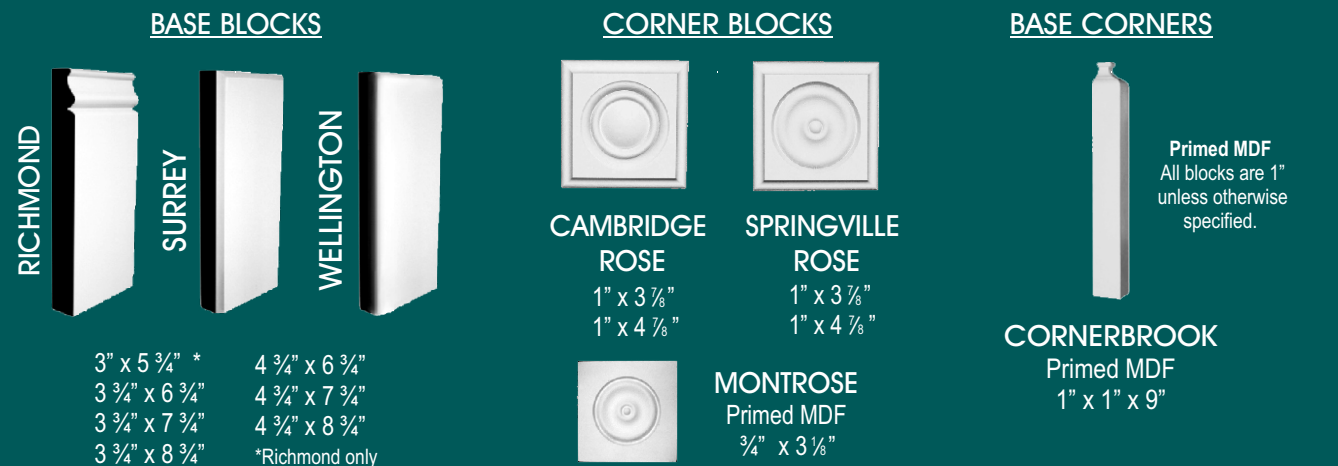 BASE BLOCKS
RICHMOND
SURREY
WELLINGTON
3” x 5 ¾” *
3 ¾” x 6 ¾”
3 ¾” x 7 ¾”
3 ¾” x 8 ¾”
4 ¾” x 6 ¾”
4 ¾” x 7 ¾”
4 ¾” x 8 ¾”
*Richmond only
CORNER BLOCKS
CAMBRIDGE
ROSE
1” x 3 ⅞”
1” x 4 ⅞ ”
SPRINGVILLE
ROSE
1” x 3 ⅞”
1” x 4 ⅞ ”
MONTROSE
Primed MDF
¾” x 3 ⅛”
BASE CORNERS
Primed MDF
All blocks are 1”
unless otherwise
specified.
CORNERBROOK
Primed MDF
1” x 1” x 9”